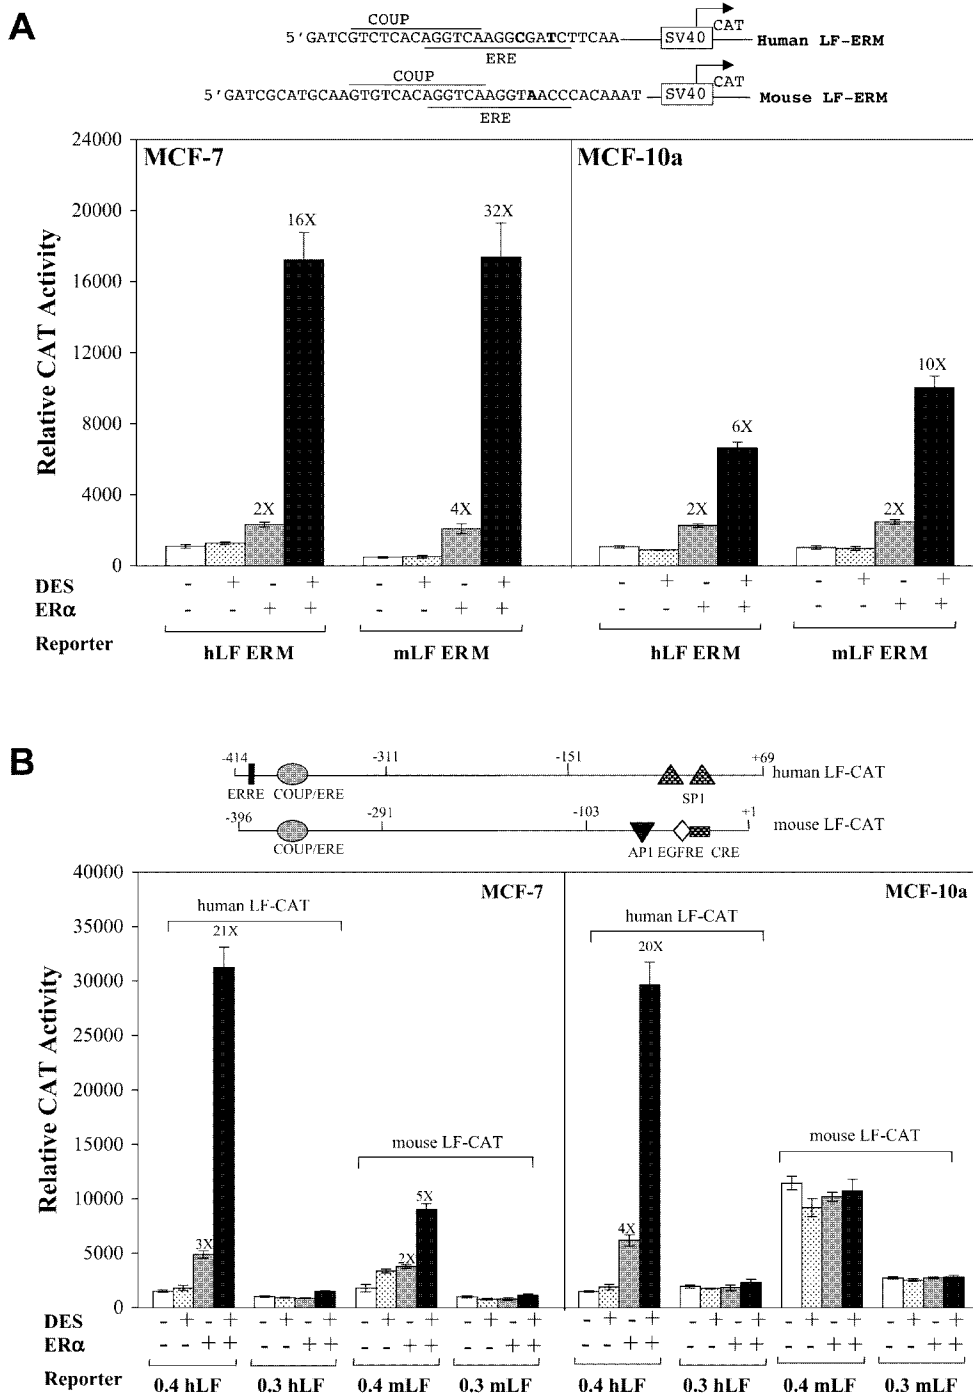 A
COUP
5'GATCGTCTCACAGGTCAAGGCGATCTTCAA SV40 CAT Human LF-ERM
ERE
COUP
5'GATCGCATGCAAGTGTCACAGGTCAAGGTAACCCACAAAT SV40 CAT Mouse LF-ERM
ERE
24000
20000
16000
12000
8000
4000
0
Relative CAT Activity
MCF-7
MCF-10a
16X
32X
2X
4X
6X
10X
2X
2X
DES - + - + - + - + - + - + - + - +
ERα - - + + - - + + - - + + - - + +
Reporter
hLF ERM mLF ERM hLF ERM mLF ERM
B
-414 -311 -151 +69
human LF-CAT
ERRE COUP/ERE SP1
-396 -291 -103 +1
mouse LF-CAT
COUP/ERE AP1 EGFRE CRE
40000
35000
30000
25000
20000
15000
10000
5000
0
Relative CAT Activity
MCF-7
MCF-10a
human LF-CAT
21X
3X
mouse LF-CAT
5X
2X
human LF-CAT
20X
4X
mouse LF-CAT
DES - + - + - + - + - + - + - + - + - + - + - + - + - + - + - + - +
ERα - - + + - - + + - - + + - - + + - - + + - - + + - - + + - - + +
Reporter 0.4 hLF 0.3 hLF 0.4 mLF 0.3 mLF 0.4 hLF 0.3 hLF 0.4 mLF 0.3 mLF